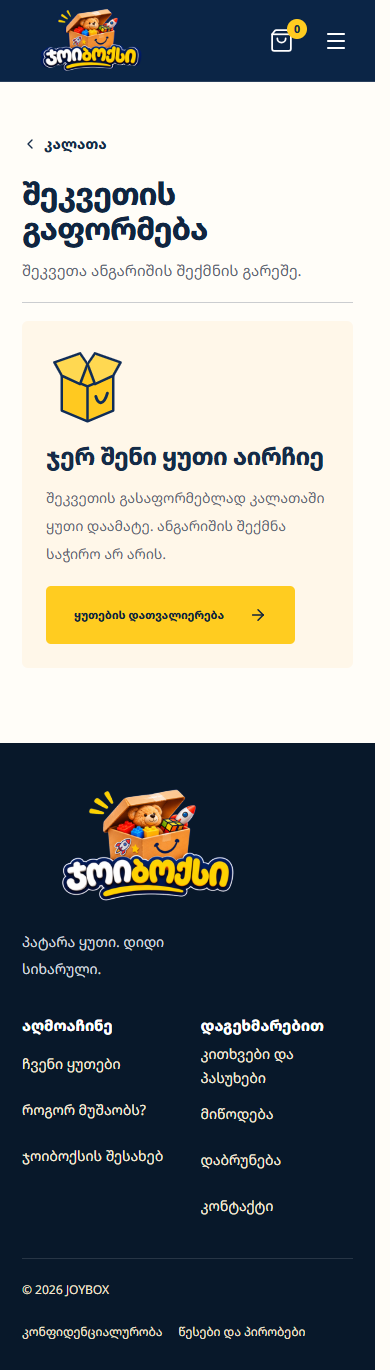 ჯოიბოქსი
0
კალათა
შეკვეთის
გაფორმება
შეკვეთა ანგარიშის შექმნის გარეშე.
ჯერ შენი ყუთი აირჩიე
შეკვეთის გასაფორმებლად კალათაში
ყუთი დაამატე. ანგარიშის შექმნა
საჭირო არ არის.
ყუთების დათვალიერება
ჯოიბოქსი
პატარა ყუთი. დიდი
სიხარული.
აღმოაჩინე
ჩვენი ყუთები
როგორ მუშაობს?
ჯოიბოქსის შესახებ
დაგეხმარებით
კითხვები და
პასუხები
მიწოდება
დაბრუნება
კონტაქტი
© 2026 JOYBOX
კონფიდენციალურობა წესები და პირობები